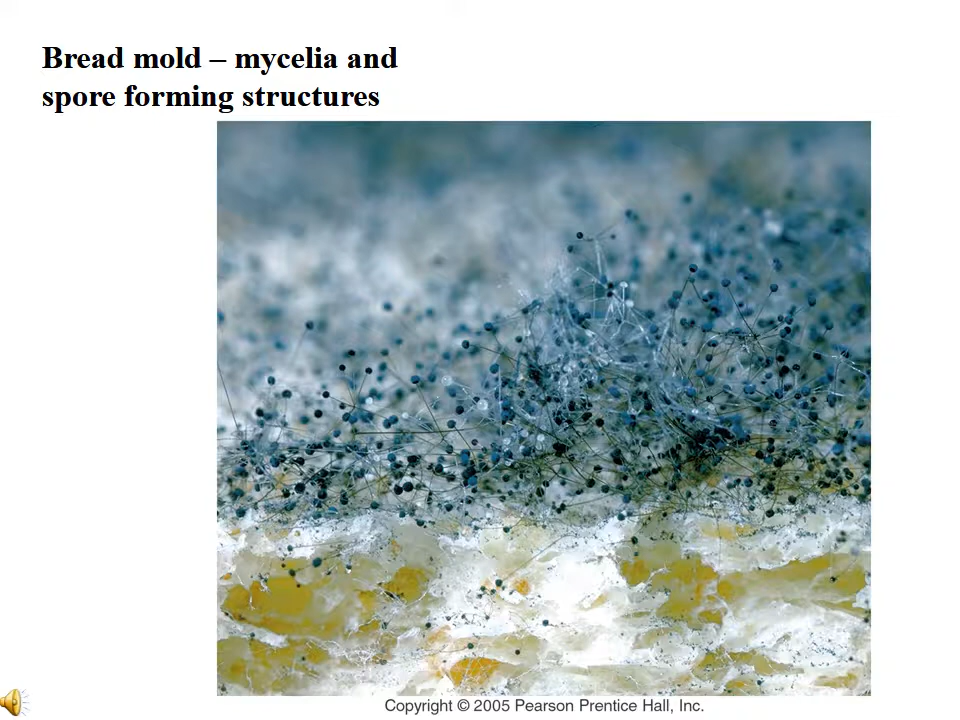 Bread mold – mycelia and
spore forming structures
Copyright © 2005 Pearson Prentice Hall, Inc.